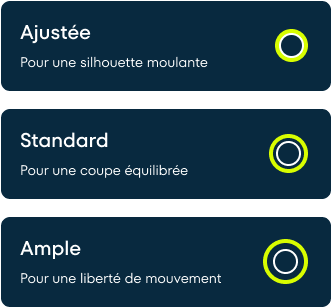 Ajustée
Pour une silhouette moulante
Standard
Pour une coupe équilibrée
Ample
Pour une liberté de mouvement